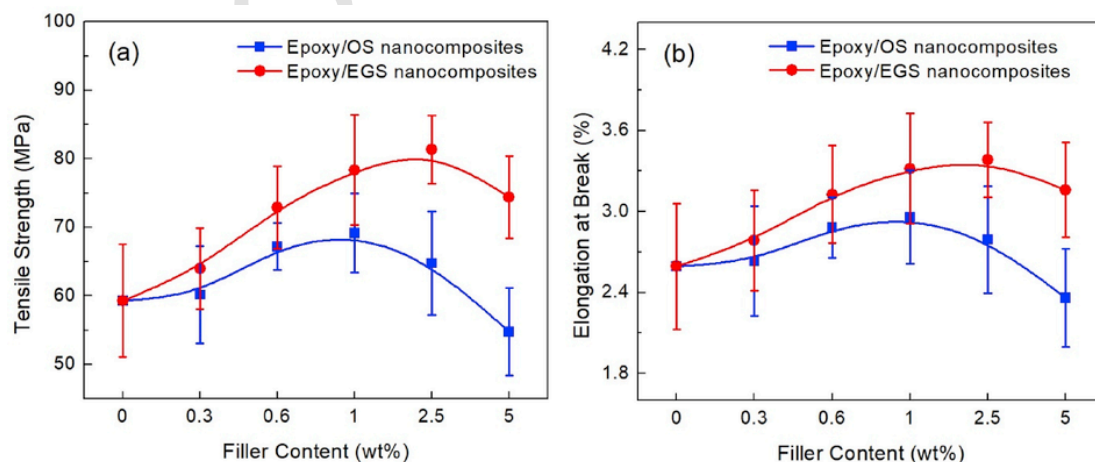 (a)
Epoxy/OS nanocomposites
Epoxy/EGS nanocomposites
Tensile Strength (MPa)
100
90
80
70
60
50
0 0.3 0.6 1 2.5 5
Filler Content (wt%)
(b)
Epoxy/OS nanocomposites
Epoxy/EGS nanocomposites
Elongation at Break (%)
4.2
3.6
3.0
2.4
1.8
0 0.3 0.6 1 2.5 5
Filler Content (wt%)